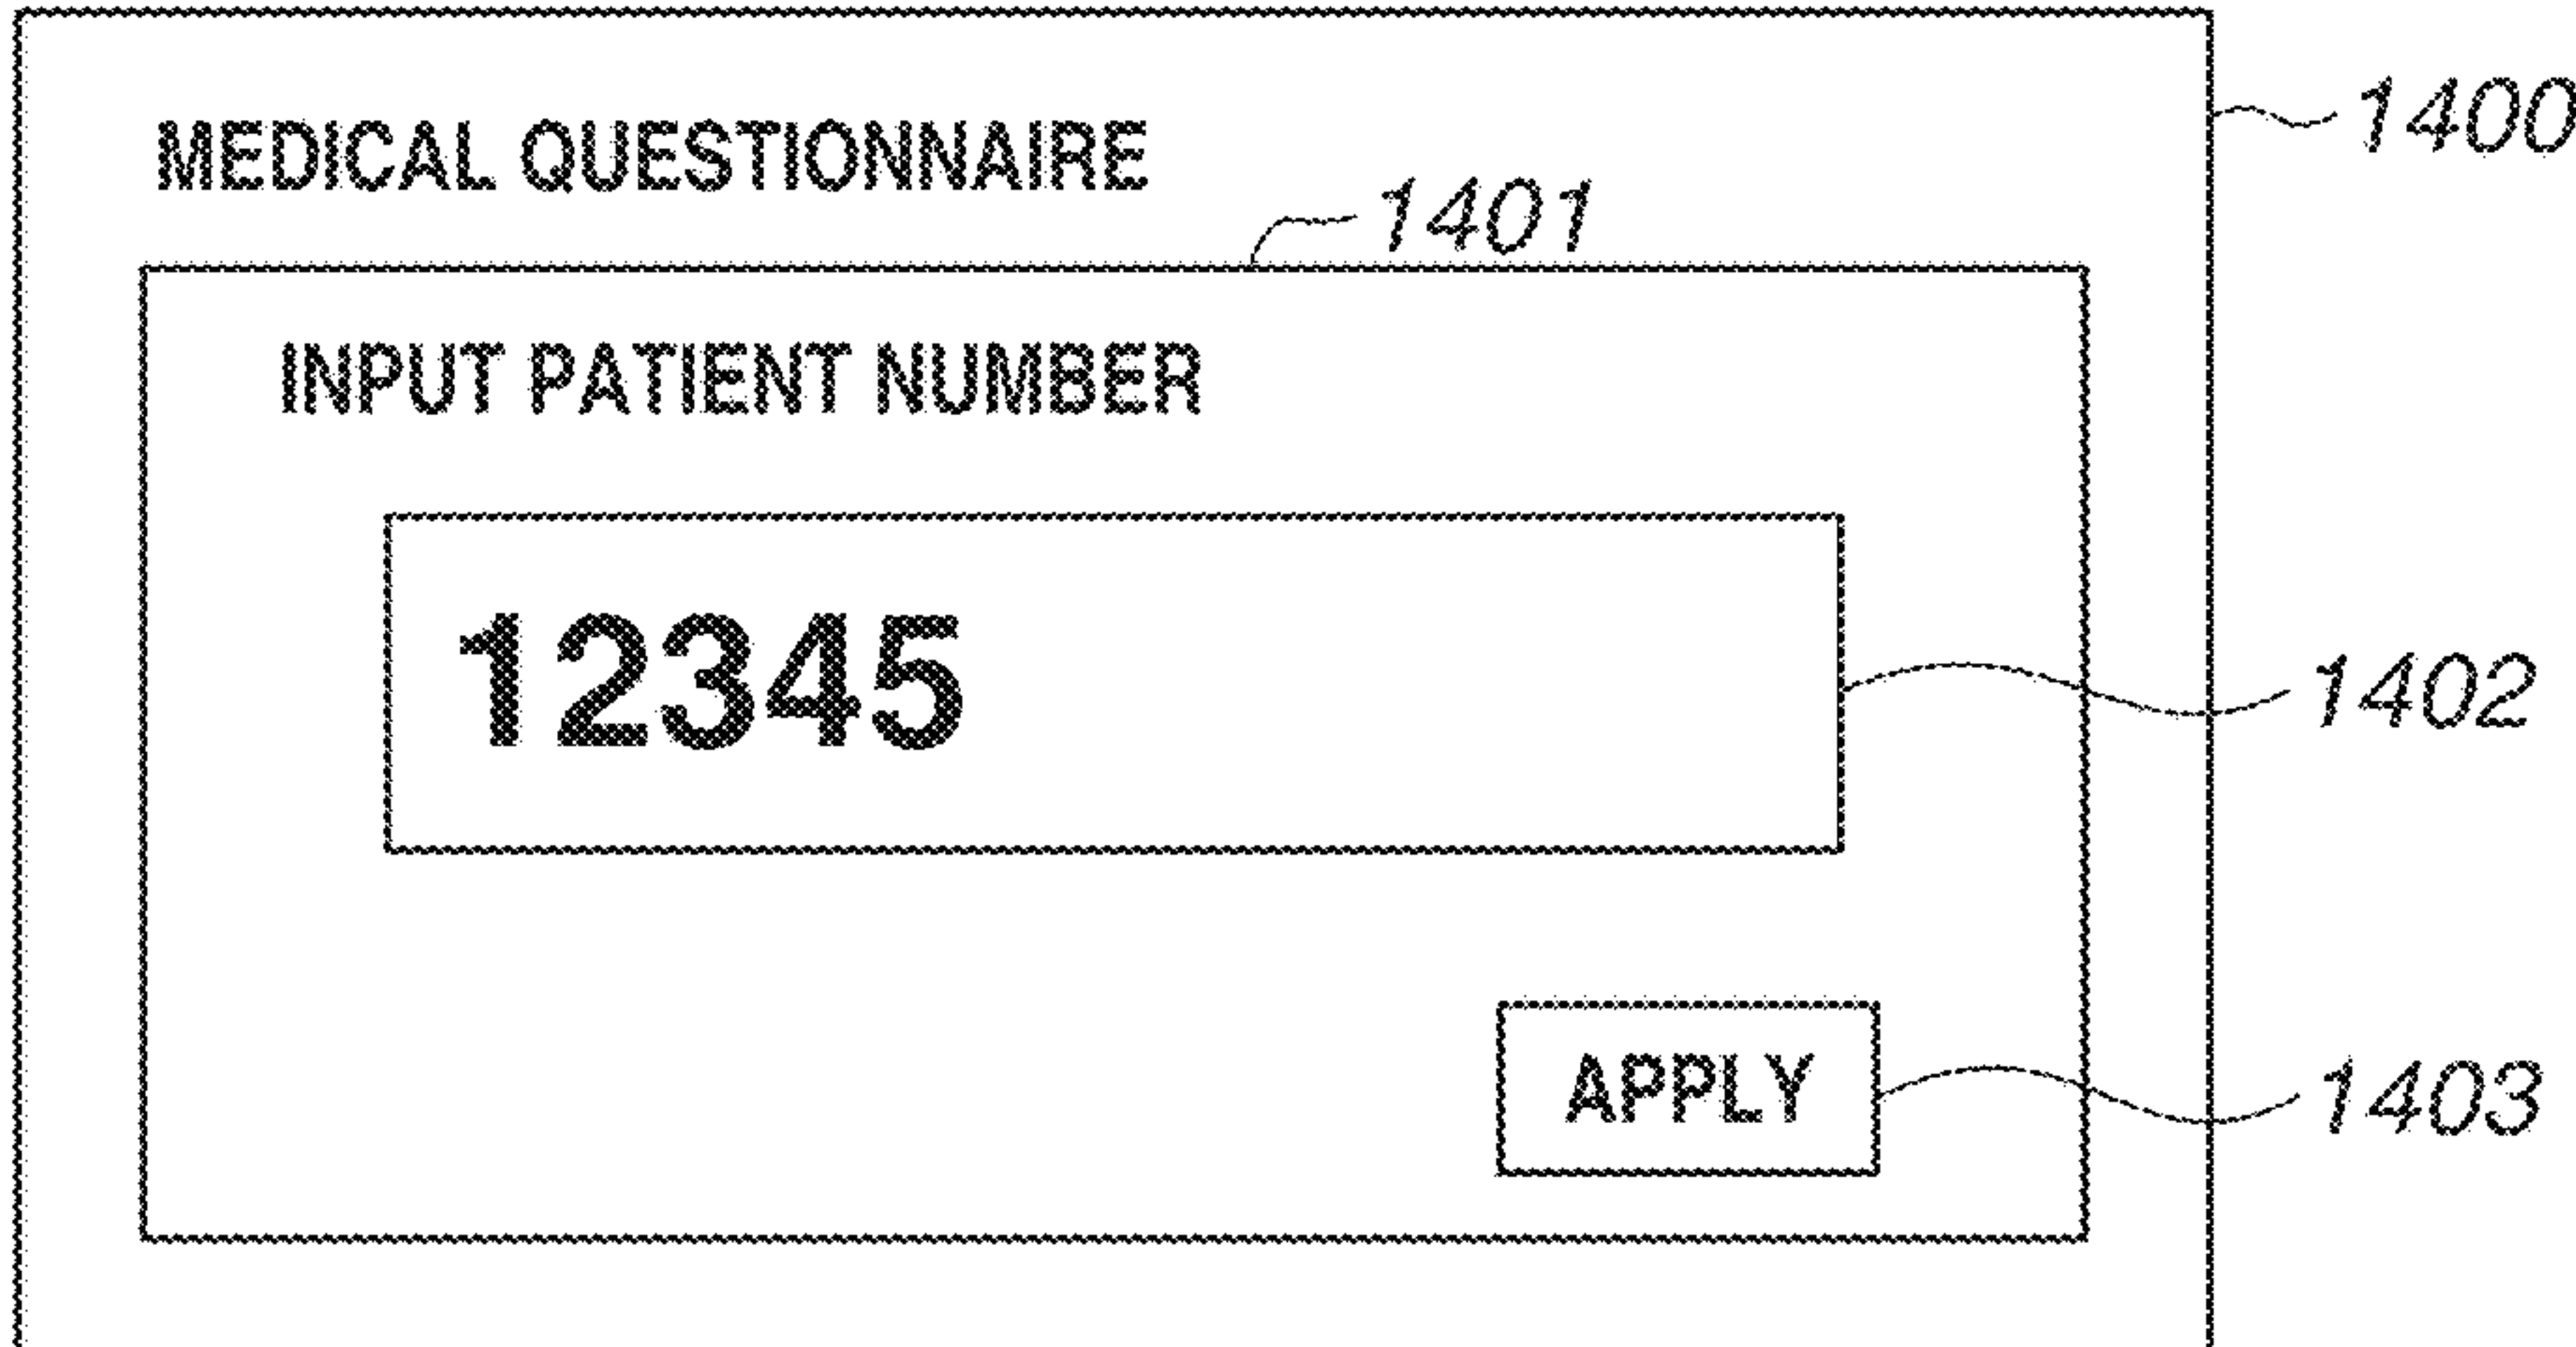 1400
MEDICAL QUESTIONNAIRE
1401
INPUT PATIENT NUMBER
12345
1402
APPLY
1403